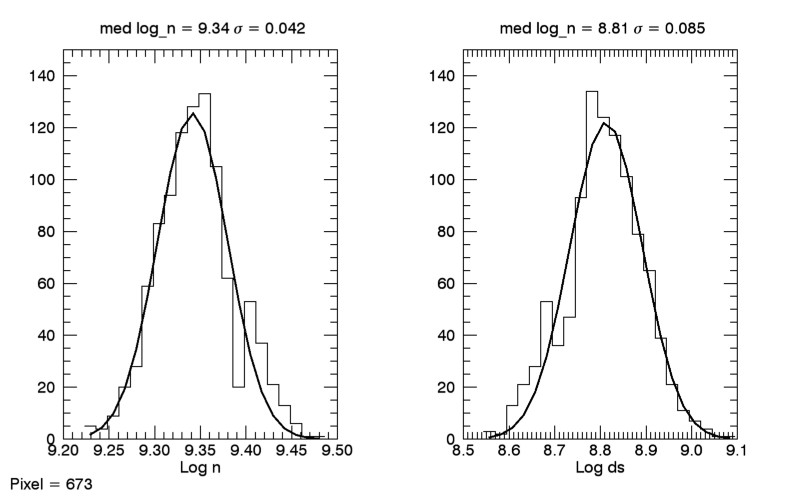 med log_n = 9.34 σ = 0.042
med log_n = 8.81 σ = 0.085
140
120
100
80
60
40
20
0
9.20 9.25 9.30 9.35 9.40 9.45 9.50
Log n
140
120
100
80
60
40
20
0
8.5 8.6 8.7 8.8 8.9 9.0 9.1
Log ds
Pixel = 673